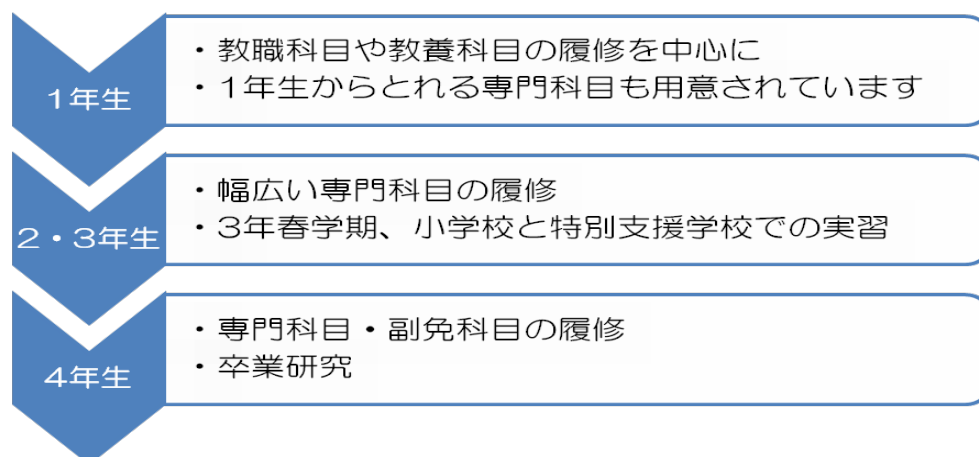 1年生
・教職科目や教養科目の履修を中心に
・1年生からとれる専門科目も用意されています
2・3年生
・幅広い専門科目の履修
・3年春学期、小学校と特別支援学校での実習
4年生
・専門科目・副免科目の履修
・卒業研究